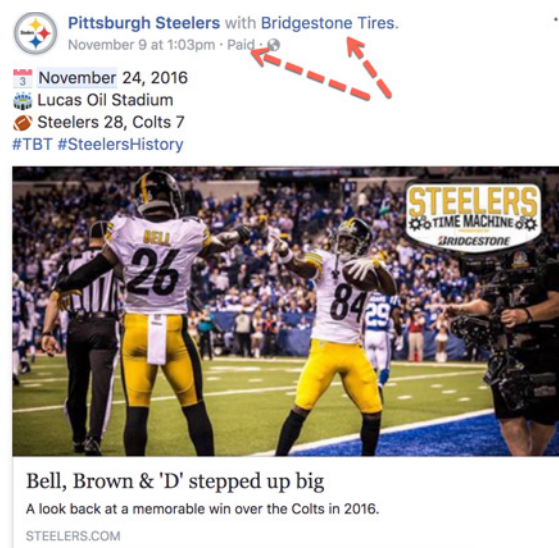 Pittsburgh Steelers with Bridgestone Tires.
November 9 at 1:03pm · Paid ·
November 24, 2016
Lucas Oil Stadium
Steelers 28, Colts 7
#TBT #SteelersHistory
STEELERS
TIME MACHINE
BRIDGESTONE
BELL
26
84
29
Bell, Brown & 'D' stepped up big
A look back at a memorable win over the Colts in 2016.
STEELERS.COM